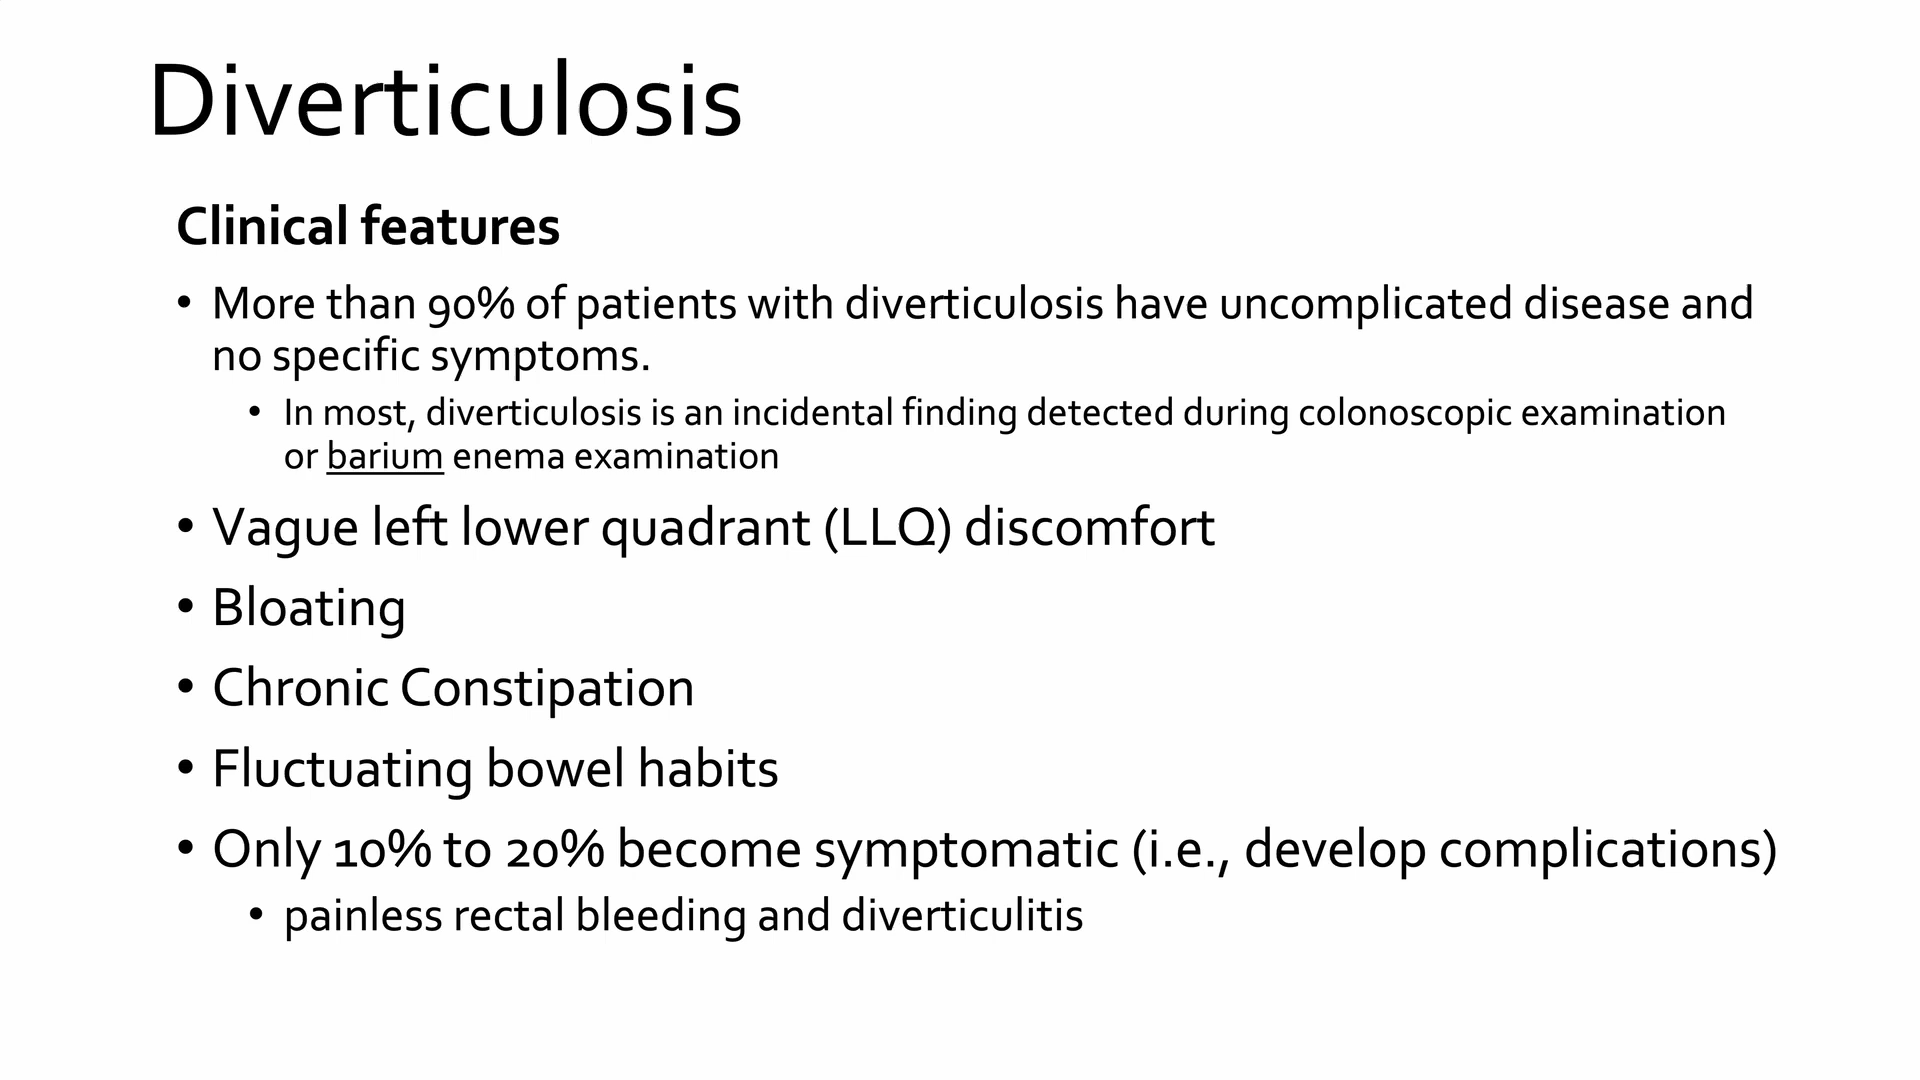 Diverticulosis
Clinical features
• More than 90% of patients with diverticulosis have uncomplicated disease and
no specific symptoms.
• In most, diverticulosis is an incidental finding detected during colonoscopic examination
or barium enema examination
• Vague left lower quadrant (LLQ) discomfort
• Bloating
• Chronic Constipation
• Fluctuating bowel habits
• Only 10% to 20% become symptomatic (i.e., develop complications)
• painless rectal bleeding and diverticulitis